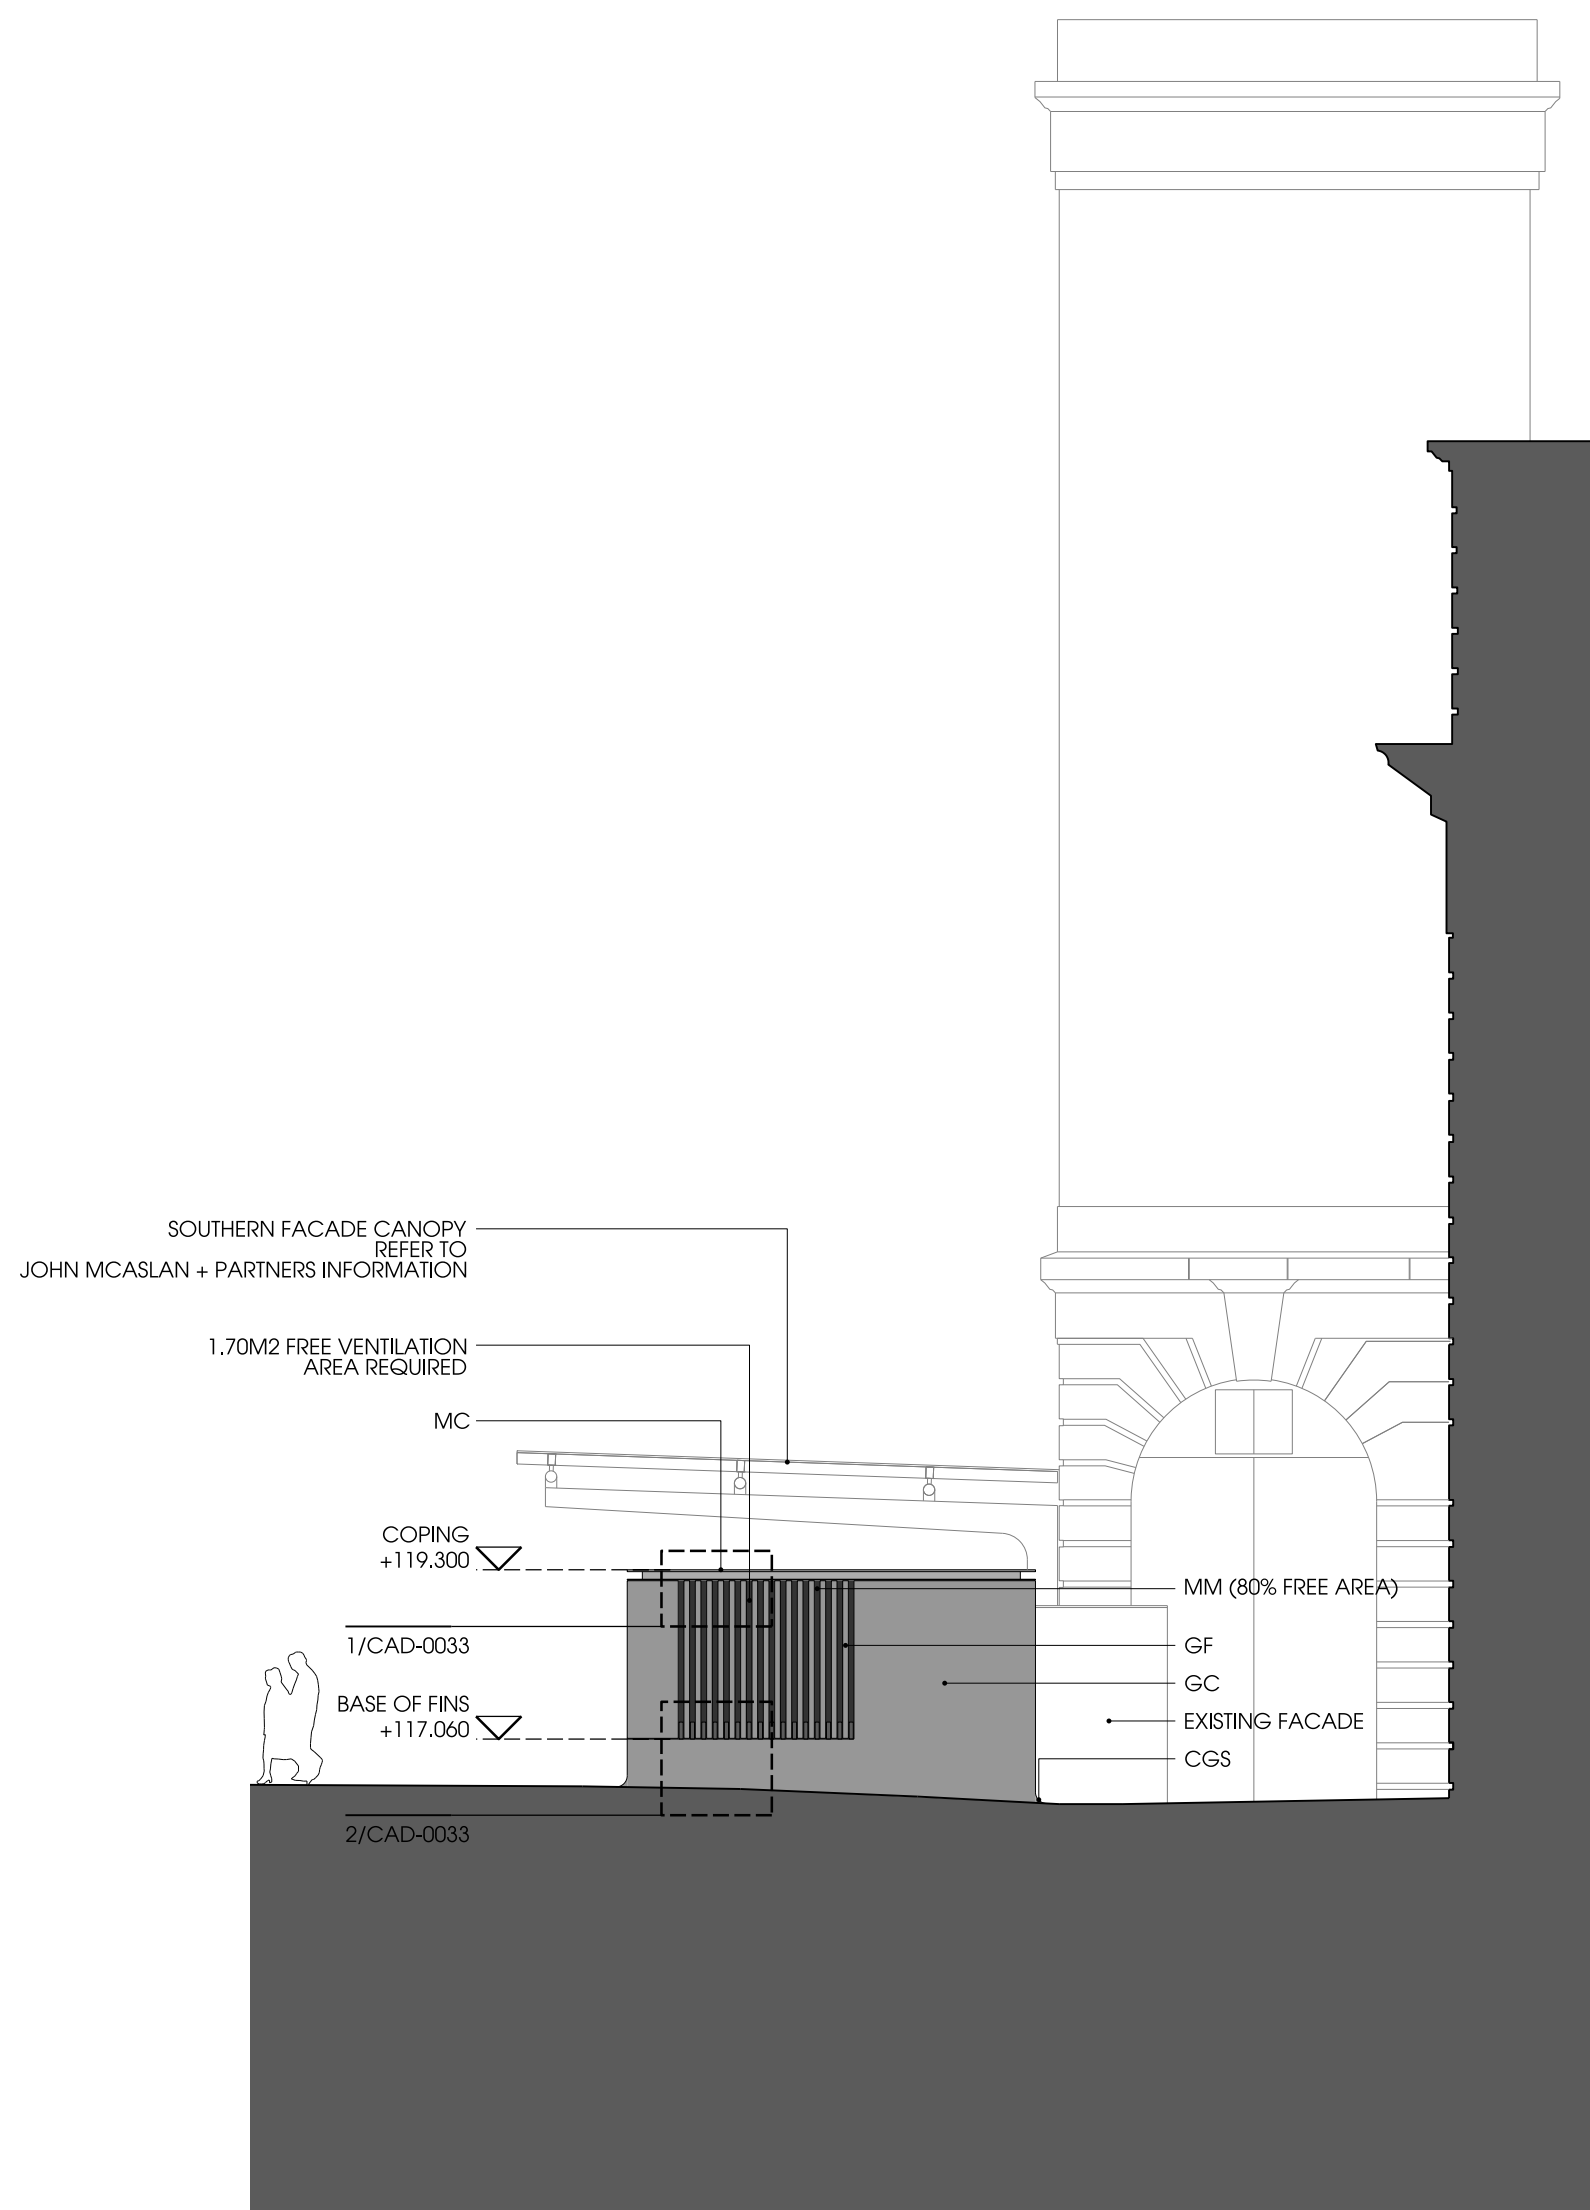 SOUTHERN FACADE CANOPY
REFER TO
JOHN MCASLAN + PARTNERS INFORMATION
1.70M2 FREE VENTILATION
AREA REQUIRED
MC
COPING
+119.300
MM (80% FREE AREA)
1/CAD-0033
GF
GC
BASE OF FINS
+117.060
EXISTING FACADE
CGS
2/CAD-0033